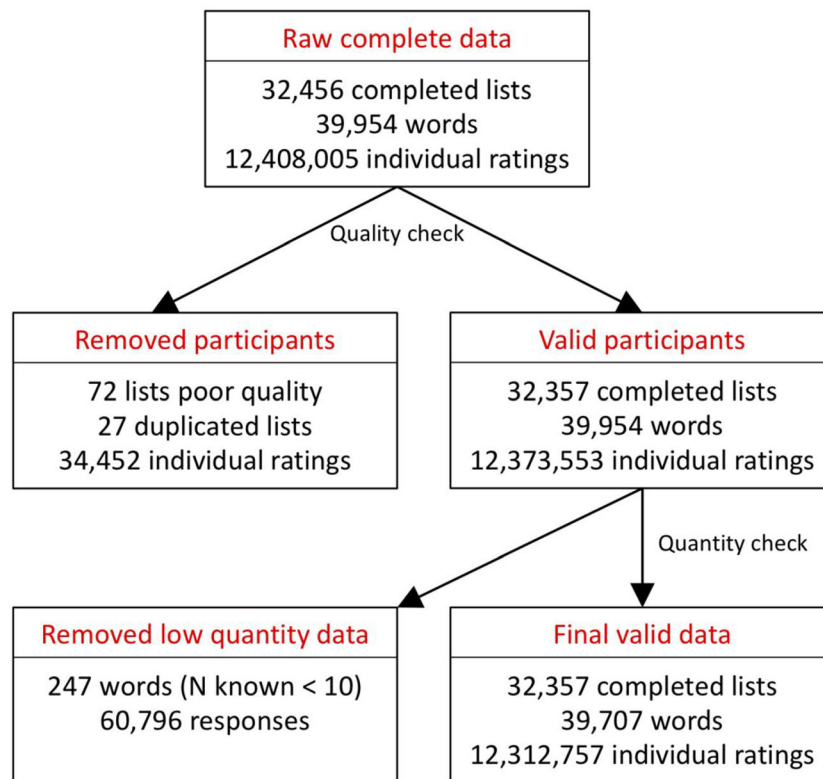 Raw complete data
32,456 completed lists
39,954 words
12,408,005 individual ratings
Quality check
Removed participants
72 lists poor quality
27 duplicated lists
34,452 individual ratings
Valid participants
32,357 completed lists
39,954 words
12,373,553 individual ratings
Quantity check
Removed low quantity data
247 words (N known < 10)
60,796 responses
Final valid data
32,357 completed lists
39,707 words
12,312,757 individual ratings